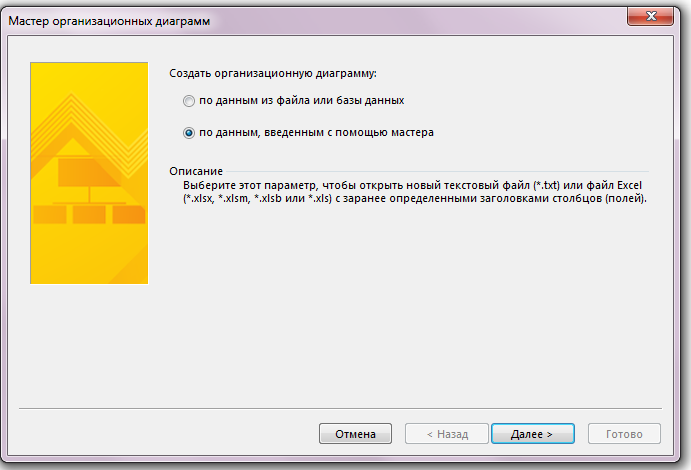 Мастер организационных диаграмм
Создать организационную диаграмму:
по данным из файла или базы данных
по данным, введенным с помощью мастера
Описание
Выберите этот параметр, чтобы открыть новый текстовый файл (*.txt) или файл Excel
(*.xlsx, *.xlsm, *.xlsb или *.xls) с заранее определенными заголовками столбцов (полей).
Отмена
< Назад
Далее >
Готово